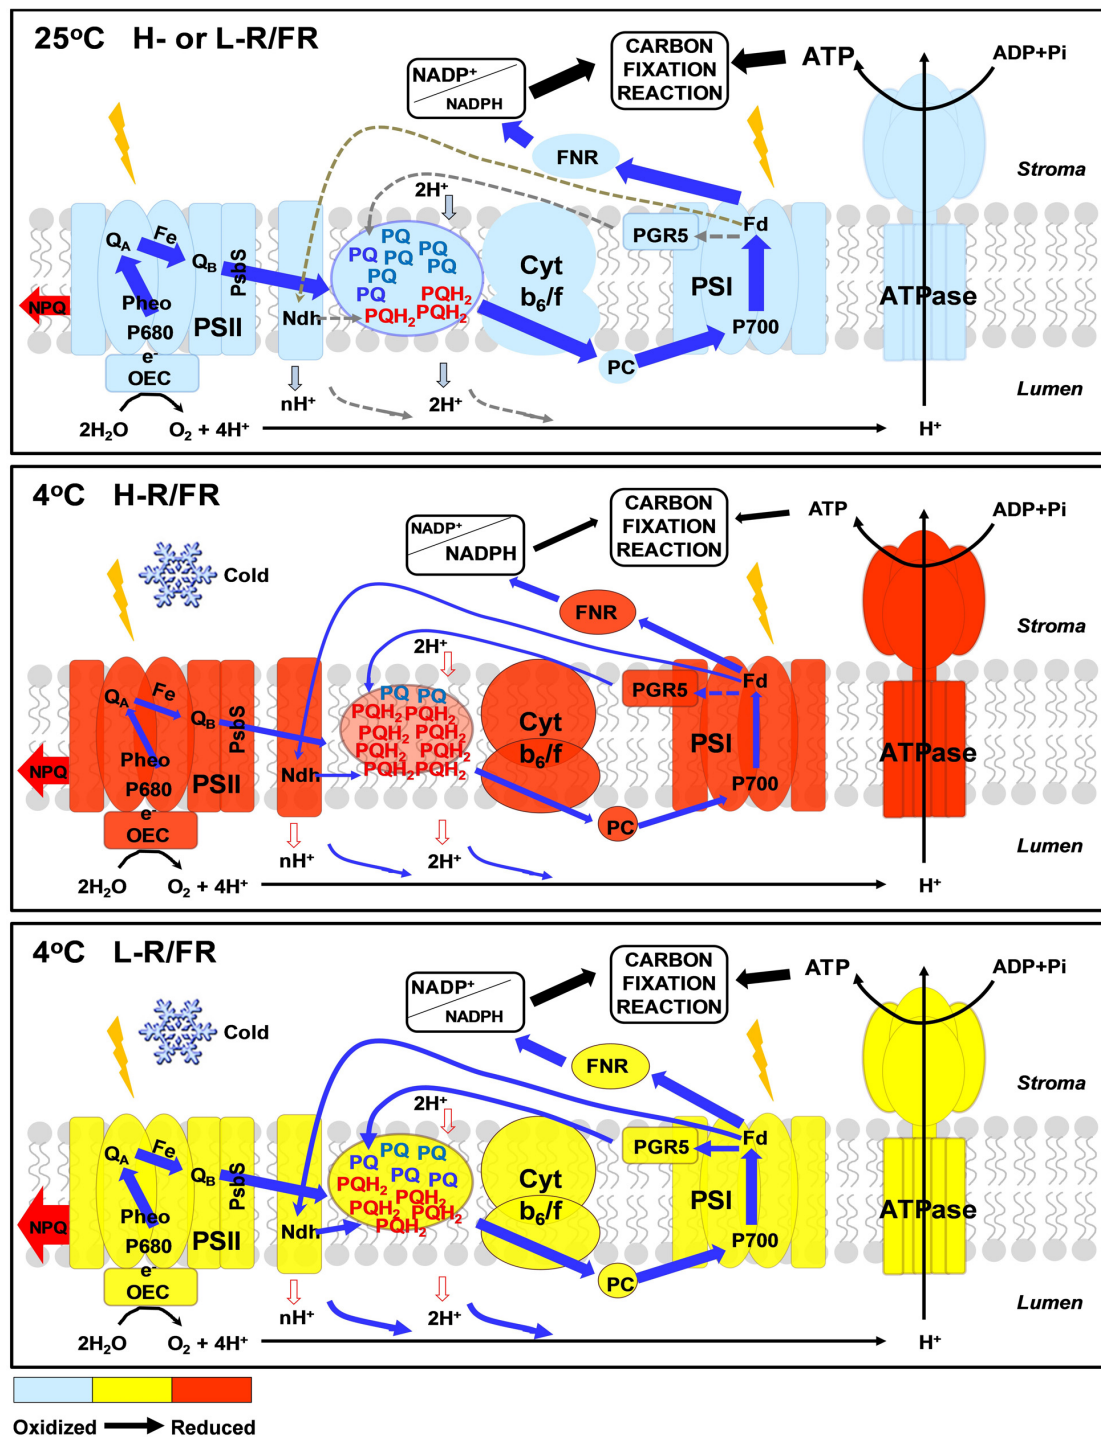 25°C H- or L-R/FR
NADP⁺
NADPH
CARBON
FIXATION
REACTION
ATP
ADP+Pi
FNR
Stroma
2H⁺
PGR5
Fd
Q_A
Fe
Q_B
PsbS
PQ
PQ PQ
PQ PQ
PQ PQ
PQ
PQH₂
PQH₂ PQH₂
Cyt
b₆/f
PSI
ATPase
NPQ
Pheo
P680
PSII
Ndh
P700
e⁻
OEC
PC
nH⁺
2H⁺
Lumen
2H₂O
O₂ + 4H⁺
H⁺
4°C H-R/FR
Cold
NADP⁺
NADPH
CARBON
FIXATION
REACTION
ATP
ADP+Pi
FNR
Stroma
2H⁺
PGR5
Fd
Q_A
Fe
Q_B
PsbS
PQ PQ
PQH₂ PQH₂
PQH₂ PQH₂
PQH₂ PQH₂
PQH₂ PQH₂
Cyt
b₆/f
PSI
ATPase
NPQ
Pheo
P680
PSII
Ndh
P700
e⁻
OEC
PC
nH⁺
2H⁺
Lumen
2H₂O
O₂ + 4H⁺
H⁺
4°C L-R/FR
Cold
NADP⁺
NADPH
CARBON
FIXATION
REACTION
ATP
ADP+Pi
FNR
Stroma
2H⁺
PGR5
Fd
Q_A
Fe
Q_B
PsbS
PQ PQ
PQ
PQ PQ
PQH₂
PQH₂
PQH₂ PQH₂
PQH₂
Cyt
b₆/f
PSI
ATPase
NPQ
Pheo
P680
PSII
Ndh
P700
e⁻
OEC
PC
nH⁺
2H⁺
Lumen
2H₂O
O₂ + 4H⁺
H⁺
Oxidized
Reduced